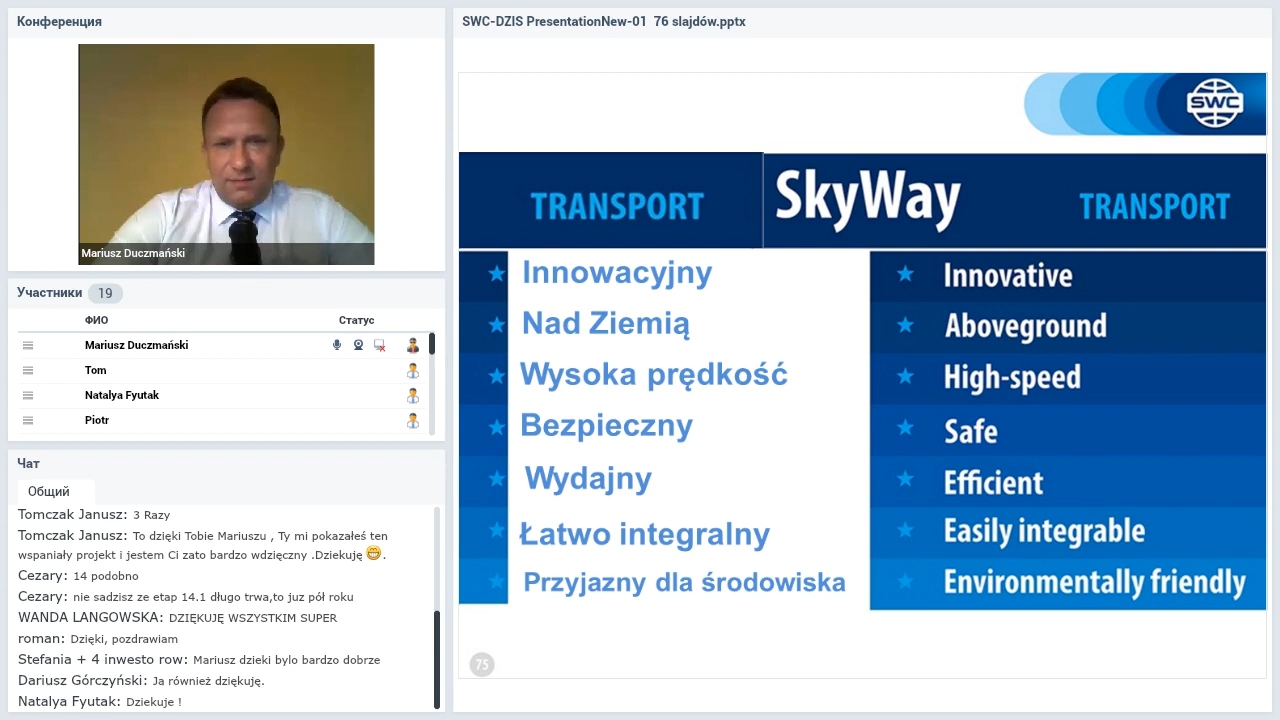 Конференция
Mariusz Duczmański
Участники 19
ФИО Статус
Mariusz Duczmański
Tom
Natalya Fyutak
Piotr
Чат
Общий
Tomczak Janusz: 3 Razy
Tomczak Janusz: To dzięki Tobie Mariuszu , Ty mi pokazałeś ten
wspaniały projekt i jestem Ci zato bardzo wdzięczny .Dziekuję 😁.
Cezary: 14 podobno
Cezary: nie sadzisz ze etap 14.1 długo trwa,to juz pół roku
WANDA LANGOWSKA: DZIĘKUJĘ WSZYSTKIM SUPER
roman: Dzięki, pozdrawiam
Stefania + 4 inwesto row: Mariusz dzieki bylo bardzo dobrze
Dariusz Górczyński: Ja również dziękuję.
Natalya Fyutak: Dziekuje !
SWC-DZIS PresentationNew-01 76 slajdów.pptx
SWC
TRANSPORT SkyWay TRANSPORT
Innowacyjny
Nad Ziemią
Wysoka prędkość
Bezpieczny
Wydajny
Łatwo integralny
Przyjazny dla środowiska
Innovative
Aboveground
High-speed
Safe
Efficient
Easily integrable
Environmentally friendly
75